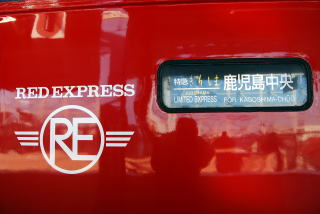 RED EXPRESS
RE
特急 鹿児島中央
LIMITED EXPRESS FOR KAGOSHIMA-CHUO